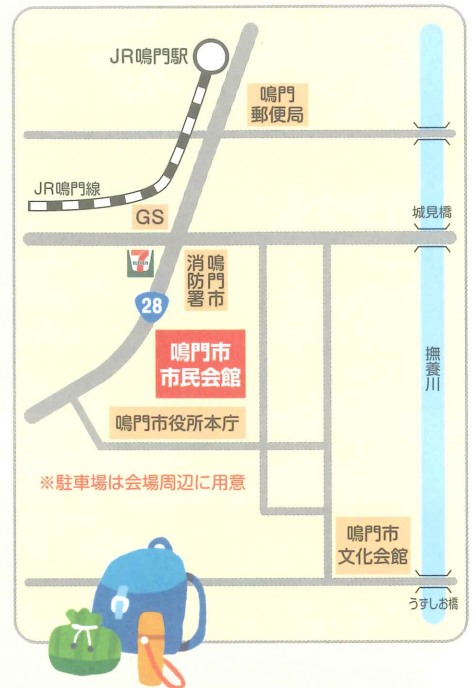 JR鳴門駅
鳴門
郵便局
JR鳴門線
GS
城見橋
7
ELEVEN
鳴門市
消防署
28
鳴門市
市民会館
撫養川
鳴門市役所本庁
※駐車場は会場周辺に用意
鳴門市
文化会館
うずしお橋